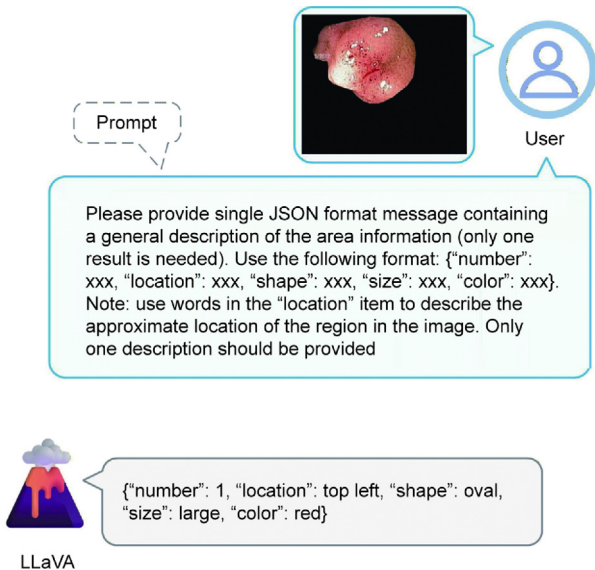 User
Prompt
Please provide single JSON format message containing
a general description of the area information (only one
result is needed). Use the following format: {“number”:
xxx, “location”: xxx, “shape”: xxx, “size”: xxx, “color”: xxx}.
Note: use words in the “location” item to describe the
approximate location of the region in the image. Only
one description should be provided
{“number”: 1, “location”: top left, “shape”: oval,
“size”: large, “color”: red}
LLaVA